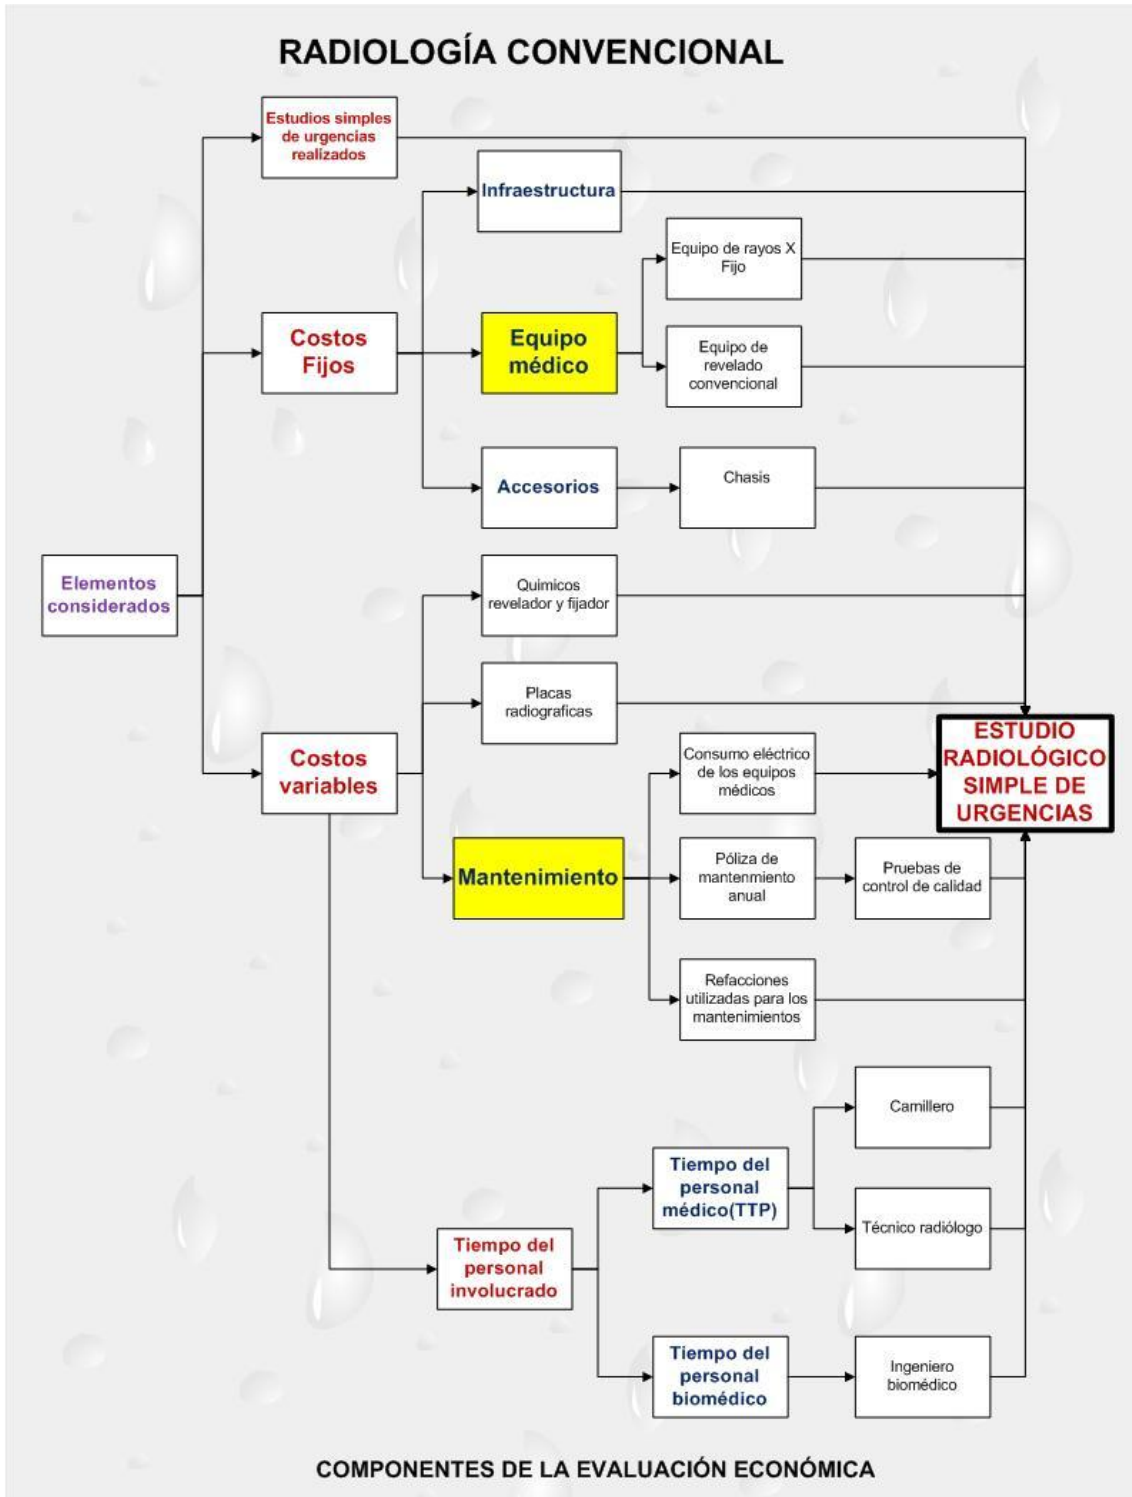 RADIOLOGÍA CONVENCIONAL
Estudios simples
de urgencias
realizados
Infraestructura
Equipo de rayos X
Fijo
Costos
Fijos
Equipo
médico
Equipo de
revelado
convencional
Accesorios
Chasis
Elementos
considerados
Quimicos
revelador y fijador
Placas
radiograficas
Costos
variables
Consumo eléctrico
de los equipos
médicos
ESTUDIO
RADIOLÓGICO
SIMPLE DE
URGENCIAS
Mantenimiento
Póliza de
mantenmiento
anual
Pruebas de
control de calidad
Refacciones
utilizadas para los
mantenimientos
Camillero
Tiempo del
personal
médico(TTP)
Técnico radiólogo
Tiempo del
personal
involucrado
Tiempo del
personal
biomédico
Ingeniero
biomédico
COMPONENTES DE LA EVALUACIÓN ECONÓMICA